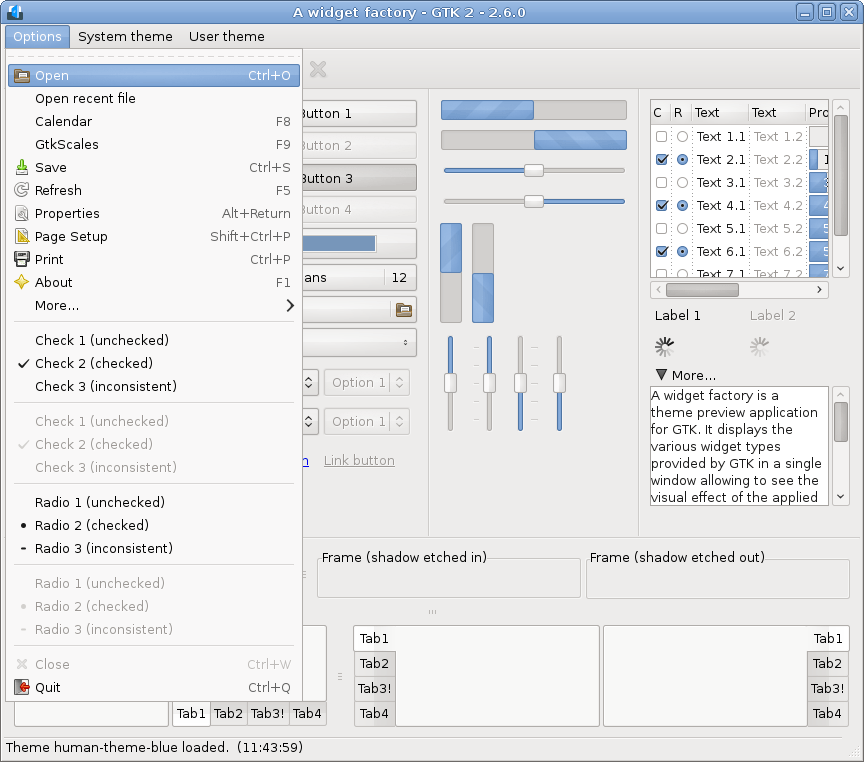 A widget factory - GTK 2 - 2.6.0
Options System theme User theme
Open Ctrl+O
Open recent file
Calendar F8
GtkScales F9
Save Ctrl+S
Refresh F5
Properties Alt+Return
Page Setup Shift+Ctrl+P
Print Ctrl+P
About F1
More...
Check 1 (unchecked)
Check 2 (checked)
Check 3 (inconsistent)
Check 1 (unchecked)
Check 2 (checked)
Check 3 (inconsistent)
Radio 1 (unchecked)
Radio 2 (checked)
Radio 3 (inconsistent)
Radio 1 (unchecked)
Radio 2 (checked)
Radio 3 (inconsistent)
Close Ctrl+W
Quit Ctrl+Q
Button 1
Button 2
Button 3
Button 4
ans 12
Option 1
Option 1
Link button
C R Text Text Pro
Text 1.1 Text 1.2
Text 2.1 Text 2.2 1
Text 3.1 Text 3.2 3
Text 4.1 Text 4.2 4
Text 5.1 Text 5.2 5
Text 6.1 Text 6.2 5
Text 7.1 Text 7.2 7
Label 1 Label 2
More...
A widget factory is a
theme preview application
for GTK. It displays the
various widget types
provided by GTK in a single
window allowing to see the
visual effect of the applied
Frame (shadow etched in) Frame (shadow etched out)
Tab1 Tab2 Tab3! Tab4
Tab1
Tab2
Tab3!
Tab4
Tab1
Tab2
Tab3!
Tab4
Theme human-theme-blue loaded. (11:43:59)